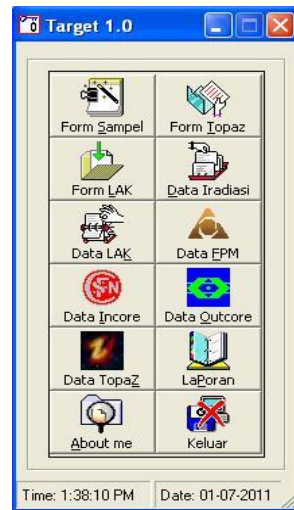 Target 1.0
Form Sampel Form Topaz
Form LAK Data Iradiasi
Data LAK Data FPM
Data Incore Data Outcore
Data TopaZ LaPoran
About me Keluar
Time: 1:38:10 PM Date: 01-07-2011